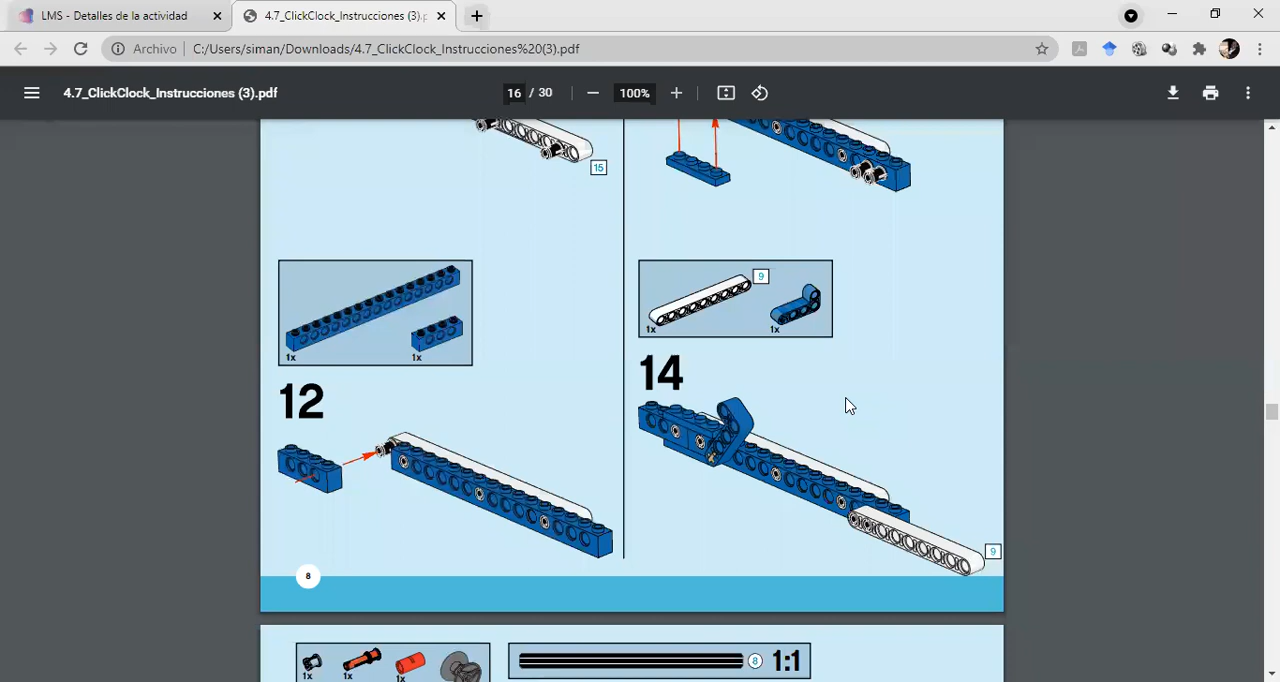 LMS - Detalles de la actividad
4.7_ClickClock_Instrucciones (3).p
Archivo
C:/Users/siman/Downloads/4.7_ClickClock_Instrucciones%20(3).pdf
4.7_ClickClock_Instrucciones (3).pdf
16 / 30
100%
15
1x
1x
9
1x
1x
12
14
9
8
1x
1x
1x
8
1:1